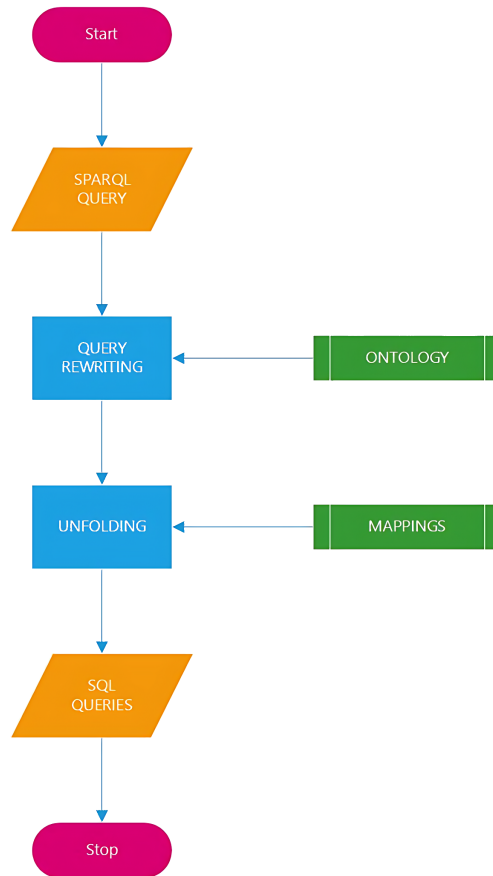 Start
SPARQL
QUERY
QUERY
REWRITING
ONTOLOGY
UNFOLDING
MAPPINGS
SQL
QUERIES
Stop